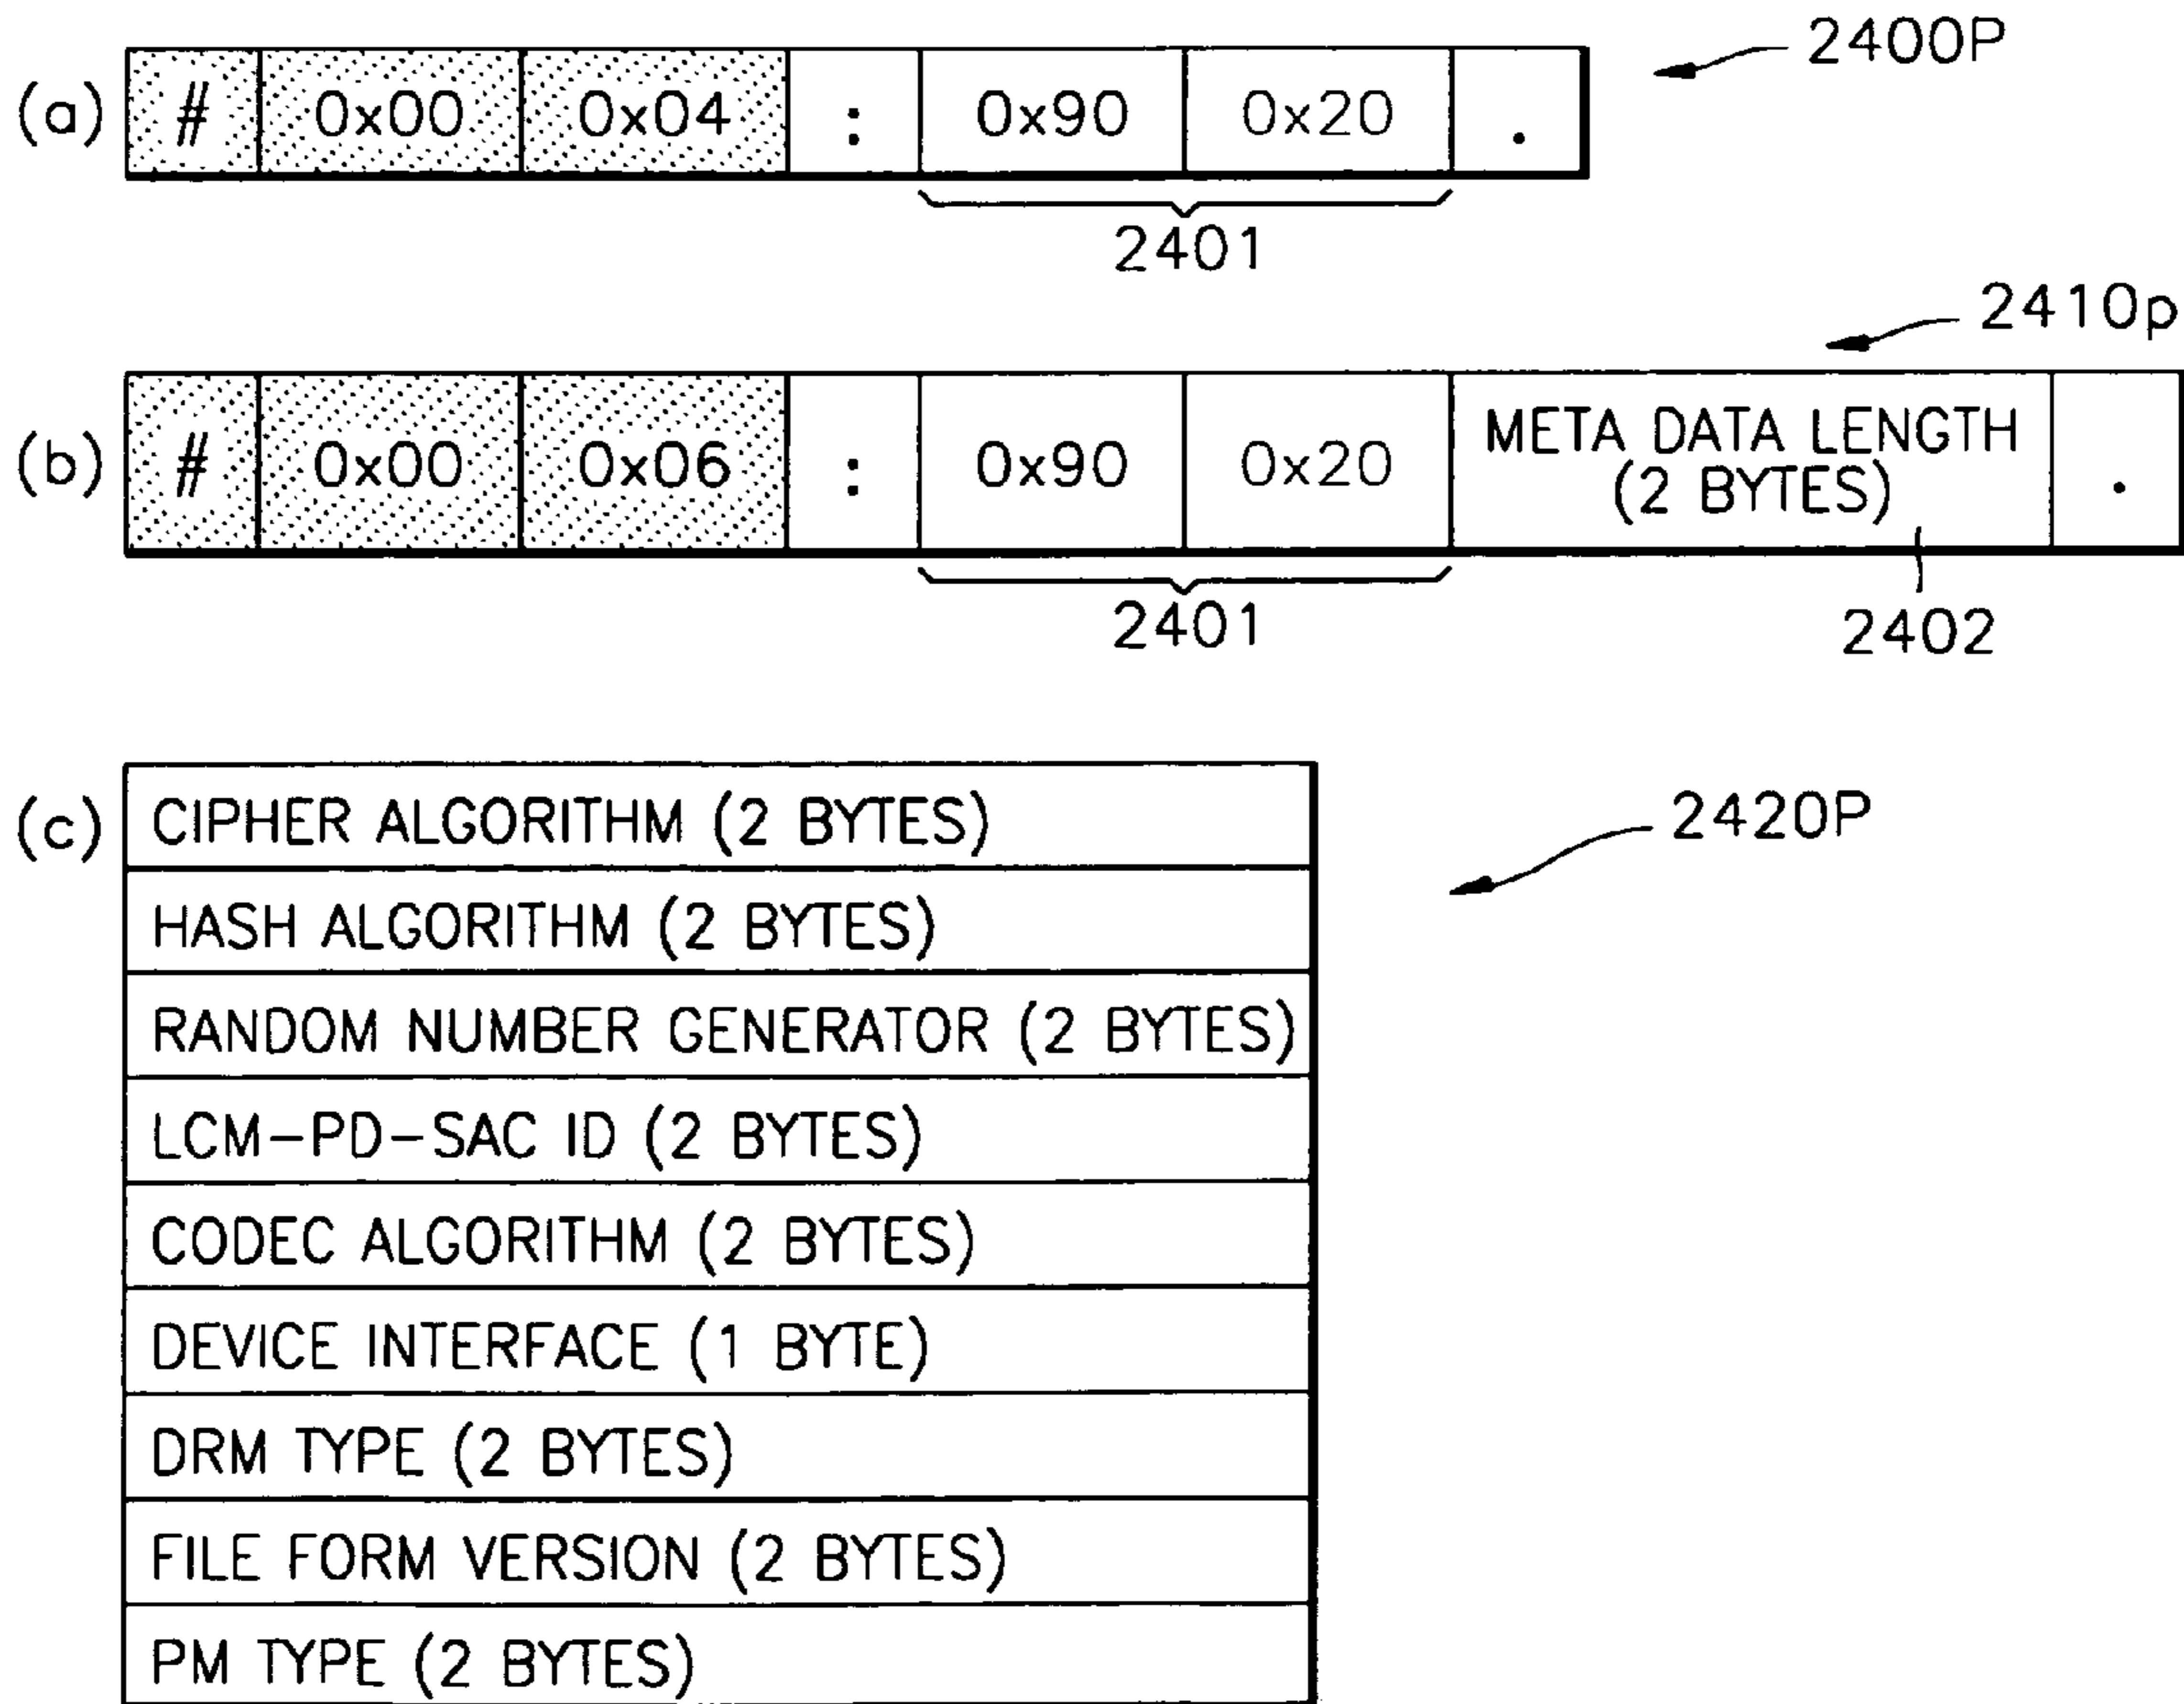 2400P
(a) # 0x00 0x04 : 0x90 0x20 .
2401
2410p
(b) # 0x00 0x06 : 0x90 0x20 META DATA LENGTH
(2 BYTES) .
2401
2402
(c) CIPHER ALGORITHM (2 BYTES)
2420P
HASH ALGORITHM (2 BYTES)
RANDOM NUMBER GENERATOR (2 BYTES)
LCM-PD-SAC ID (2 BYTES)
CODEC ALGORITHM (2 BYTES)
DEVICE INTERFACE (1 BYTE)
DRM TYPE (2 BYTES)
FILE FORM VERSION (2 BYTES)
PM TYPE (2 BYTES)